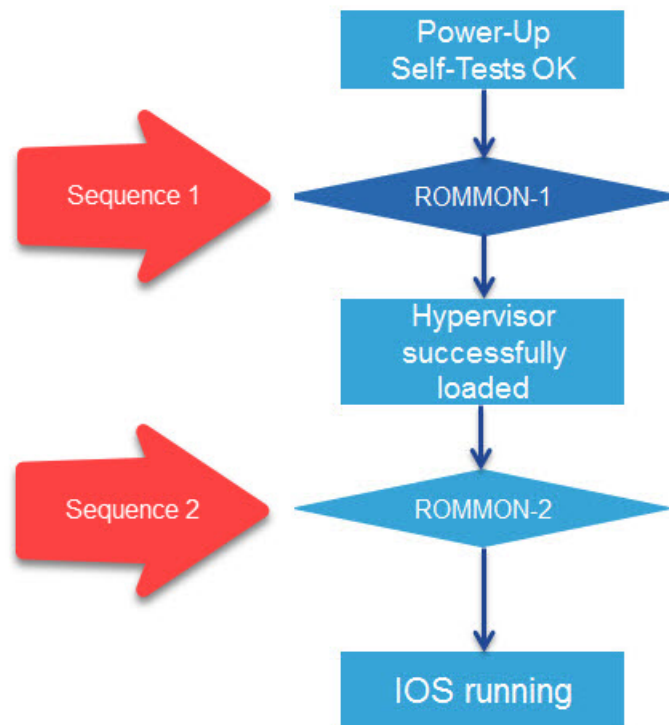 Power-Up
Self-Tests OK
Sequence 1
ROMMON-1
Hypervisor
successfully
loaded
Sequence 2
ROMMON-2
IOS running